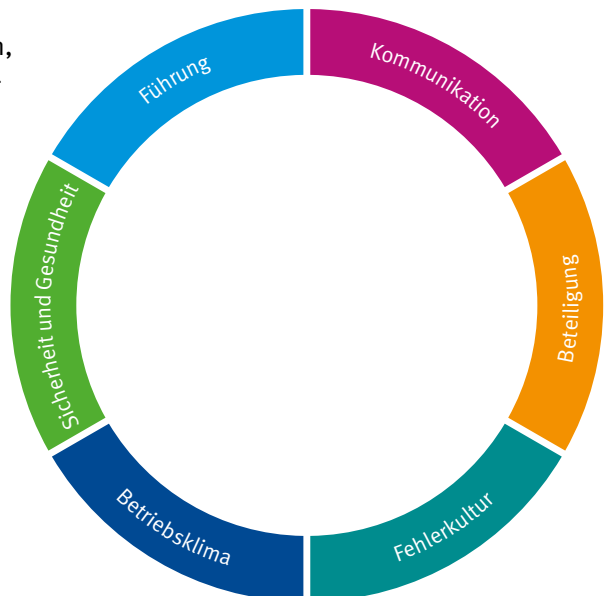 Führung
Kommunikation
Beteiligung
Fehlerkultur
Betriebsklima
Sicherheit und Gesundheit